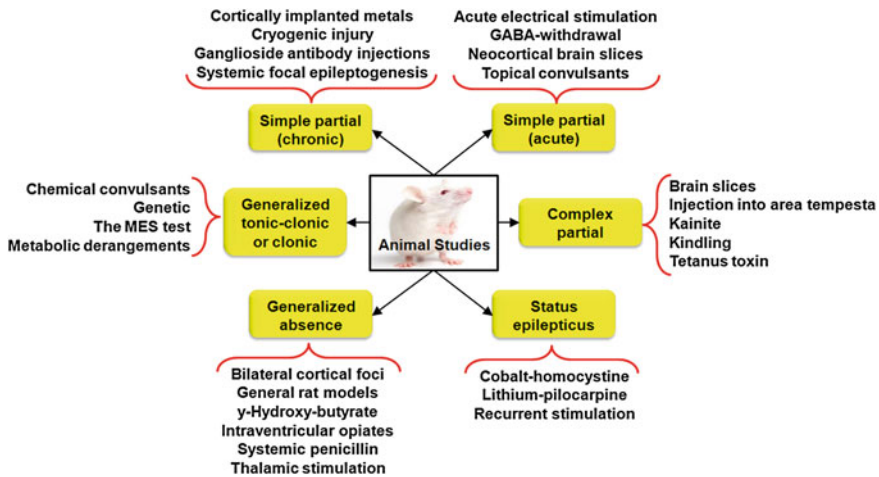 Cortically implanted metals
Cryogenic injury
Ganglioside antibody injections
Systemic focal epileptogenesis
Acute electrical stimulation
GABA-withdrawal
Neocortical brain slices
Topical convulsants
Simple partial
(chronic)
Simple partial
(acute)
Chemical convulsants
Genetic
The MES test
Metabolic derangements
Generalized
tonic-clonic
or clonic
Animal Studies
Complex
partial
Brain slices
Injection into area tempesta
Kainite
Kindling
Tetanus toxin
Generalized
absence
Status
epilepticus
Bilateral cortical foci
General rat models
y-Hydroxy-butyrate
Intraventricular opiates
Systemic penicillin
Thalamic stimulation
Cobalt-homocystine
Lithium-pilocarpine
Recurrent stimulation